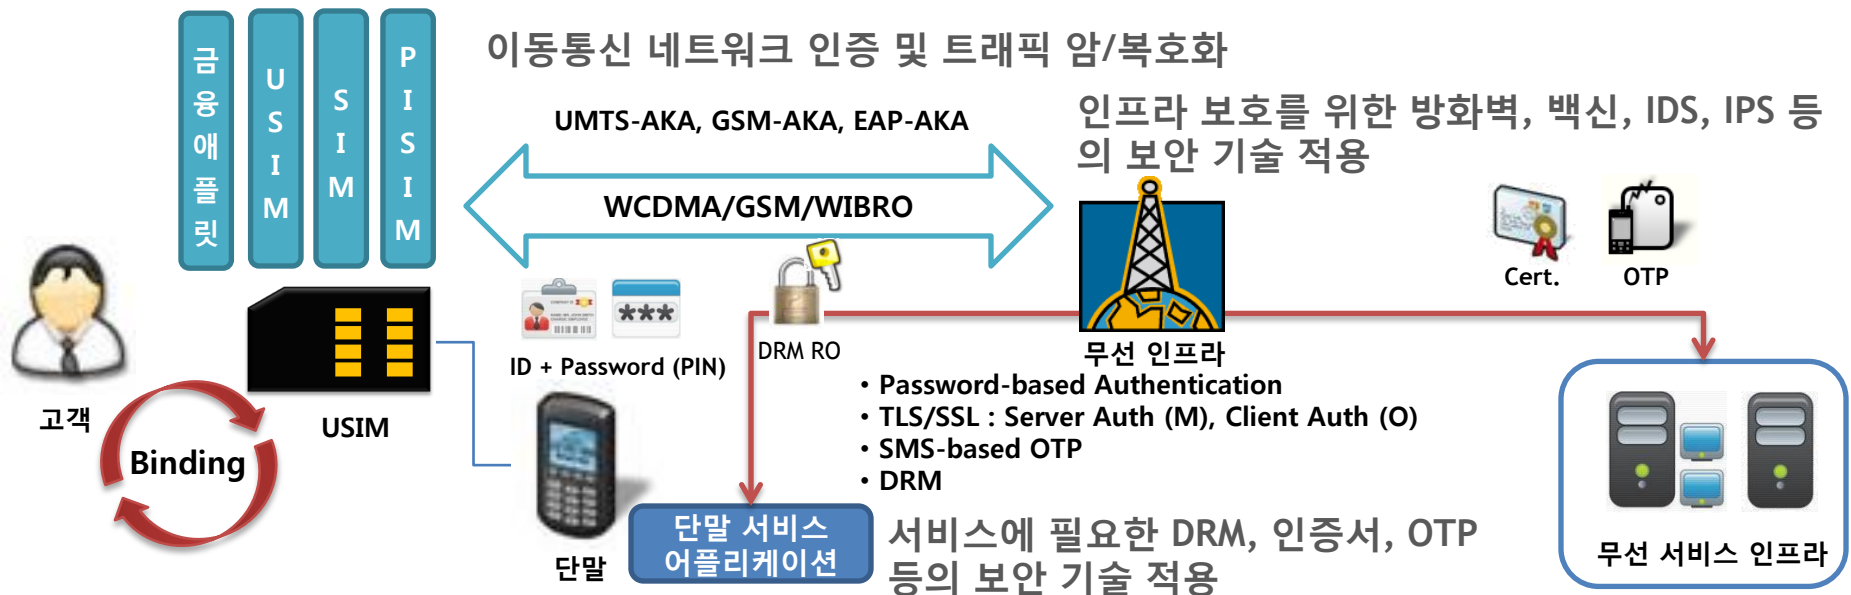 금융애플릿
USIM
SIM
PISIM
이동통신 네트워크 인증 및 트래픽 암/복호화
UMTS-AKA, GSM-AKA, EAP-AKA
WCDMA/GSM/WIBRO
인프라 보호를 위한 방화벽, 백신, IDS, IPS 등
의 보안 기술 적용
Cert.
OTP
고객
Binding
USIM
***
ID + Password (PIN)
DRM RO
무선 인프라
• Password-based Authentication
• TLS/SSL : Server Auth (M), Client Auth (O)
• SMS-based OTP
• DRM
단말
단말 서비스
어플리케이션
서비스에 필요한 DRM, 인증서, OTP
등의 보안 기술 적용
무선 서비스 인프라